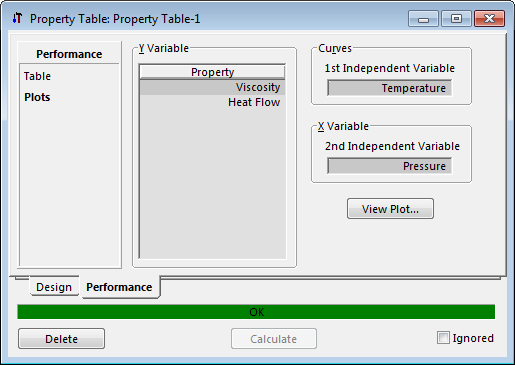 Property Table: Property Table-1
Performance
Table
Plots
Y Variable
Property
Viscosity
Heat Flow
Curves
1st Independent Variable
Temperature
X Variable
2nd Independent Variable
Pressure
View Plot...
Design
Performance
OK
Delete
Calculate
Ignored